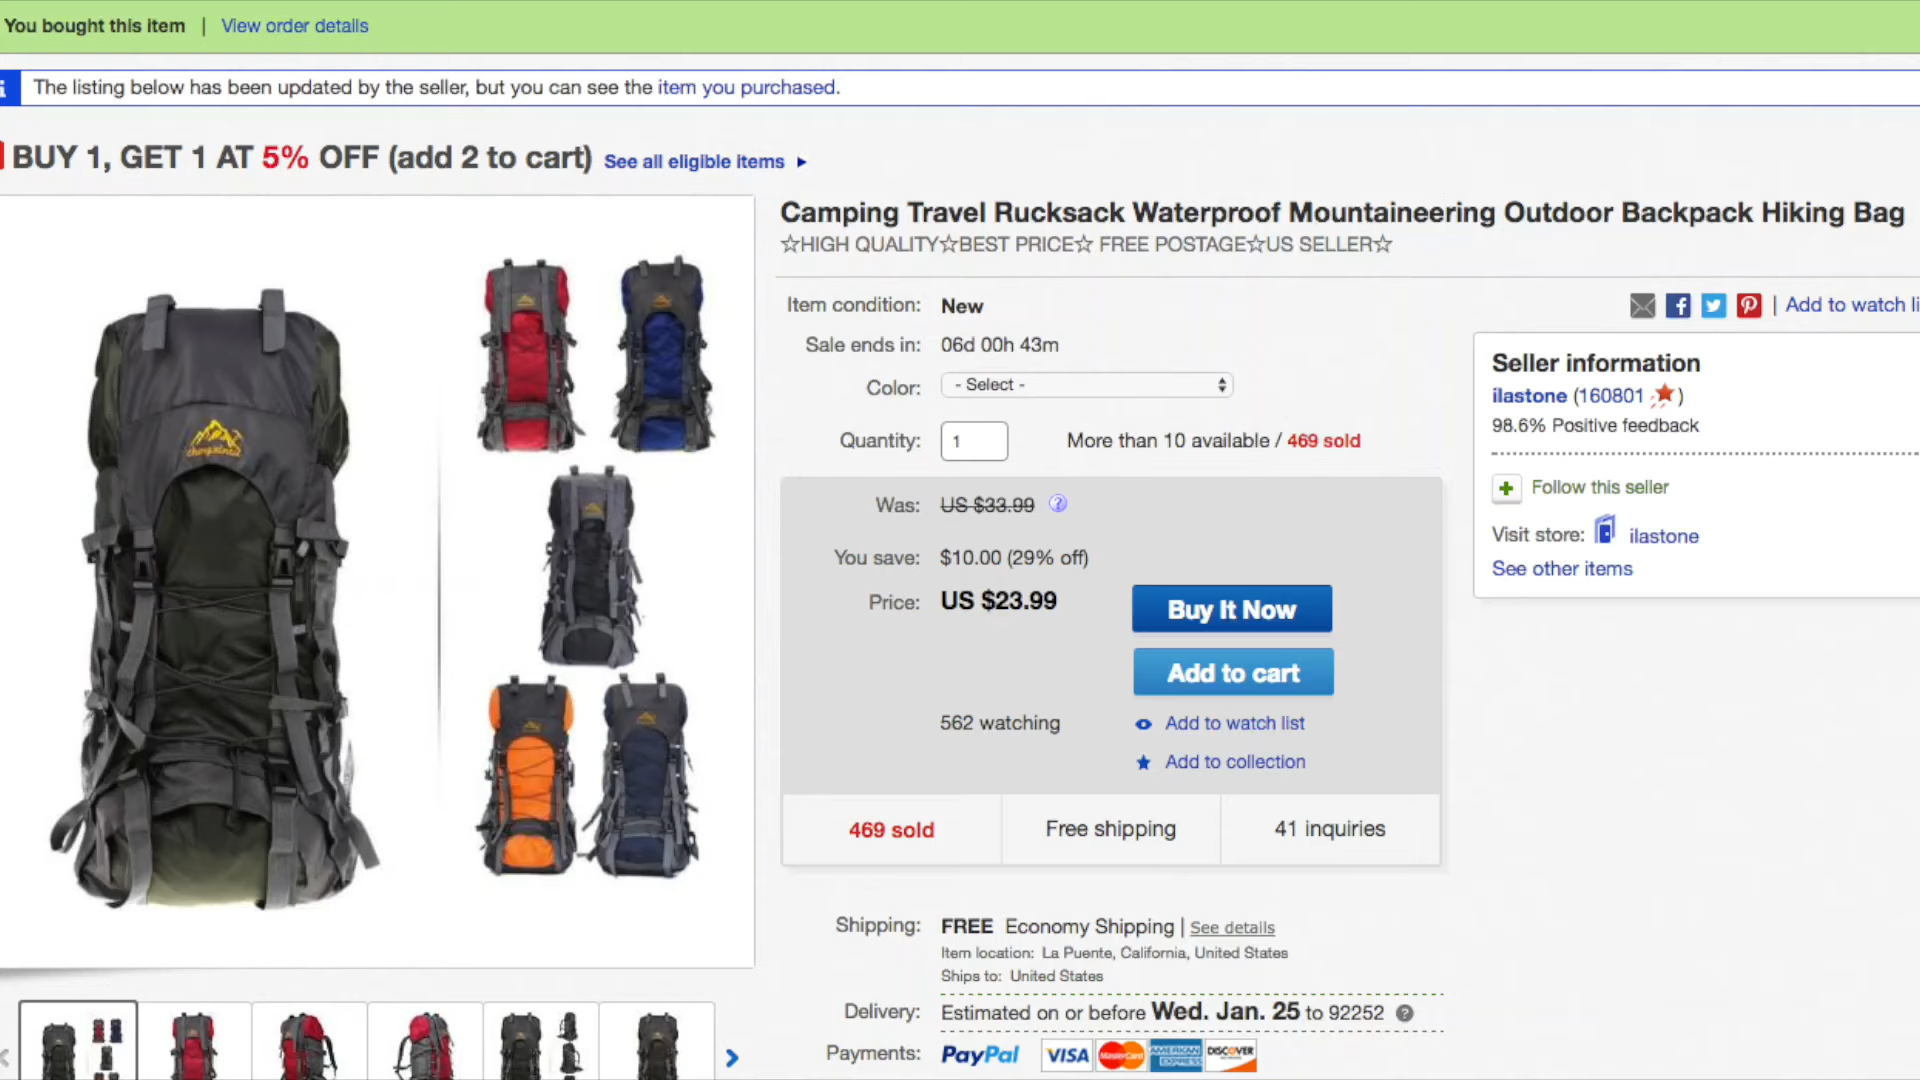 You bought this item | View order details
The listing below has been updated by the seller, but you can see the item you purchased.
BUY 1, GET 1 AT 5% OFF (add 2 to cart) See all eligible items
Camping Travel Rucksack Waterproof Mountaineering Outdoor Backpack Hiking Bag
☆HIGH QUALITY☆BEST PRICE☆ FREE POSTAGE☆US SELLER☆
Item condition: New
| Add to watch li
Sale ends in: 06d 00h 43m
Color: - Select -
Quantity: 1 More than 10 available / 469 sold
Seller information
ilastone (160801 )
98.6% Positive feedback
Follow this seller
Visit store: ilastone
See other items
Was: US $33.99 ?
You save: $10.00 (29% off)
Price: US $23.99
Buy It Now
Add to cart
562 watching
Add to watch list
Add to collection
469 sold
Free shipping
41 inquiries
Shipping: FREE Economy Shipping | See details
Item location: La Puente, California, United States
Ships to: United States
Delivery: Estimated on or before Wed. Jan. 25 to 92252 ?
Payments: PayPal VISA MasterCard AMERICAN EXPRESS DISCOVER